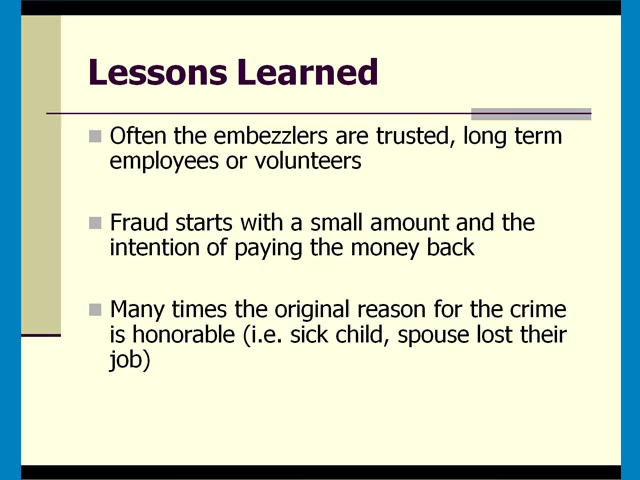 Lessons Learned
Often the embezzlers are trusted, long term
employees or volunteers
Fraud starts with a small amount and the
intention of paying the money back
Many times the original reason for the crime
is honorable (i.e. sick child, spouse lost their
job)